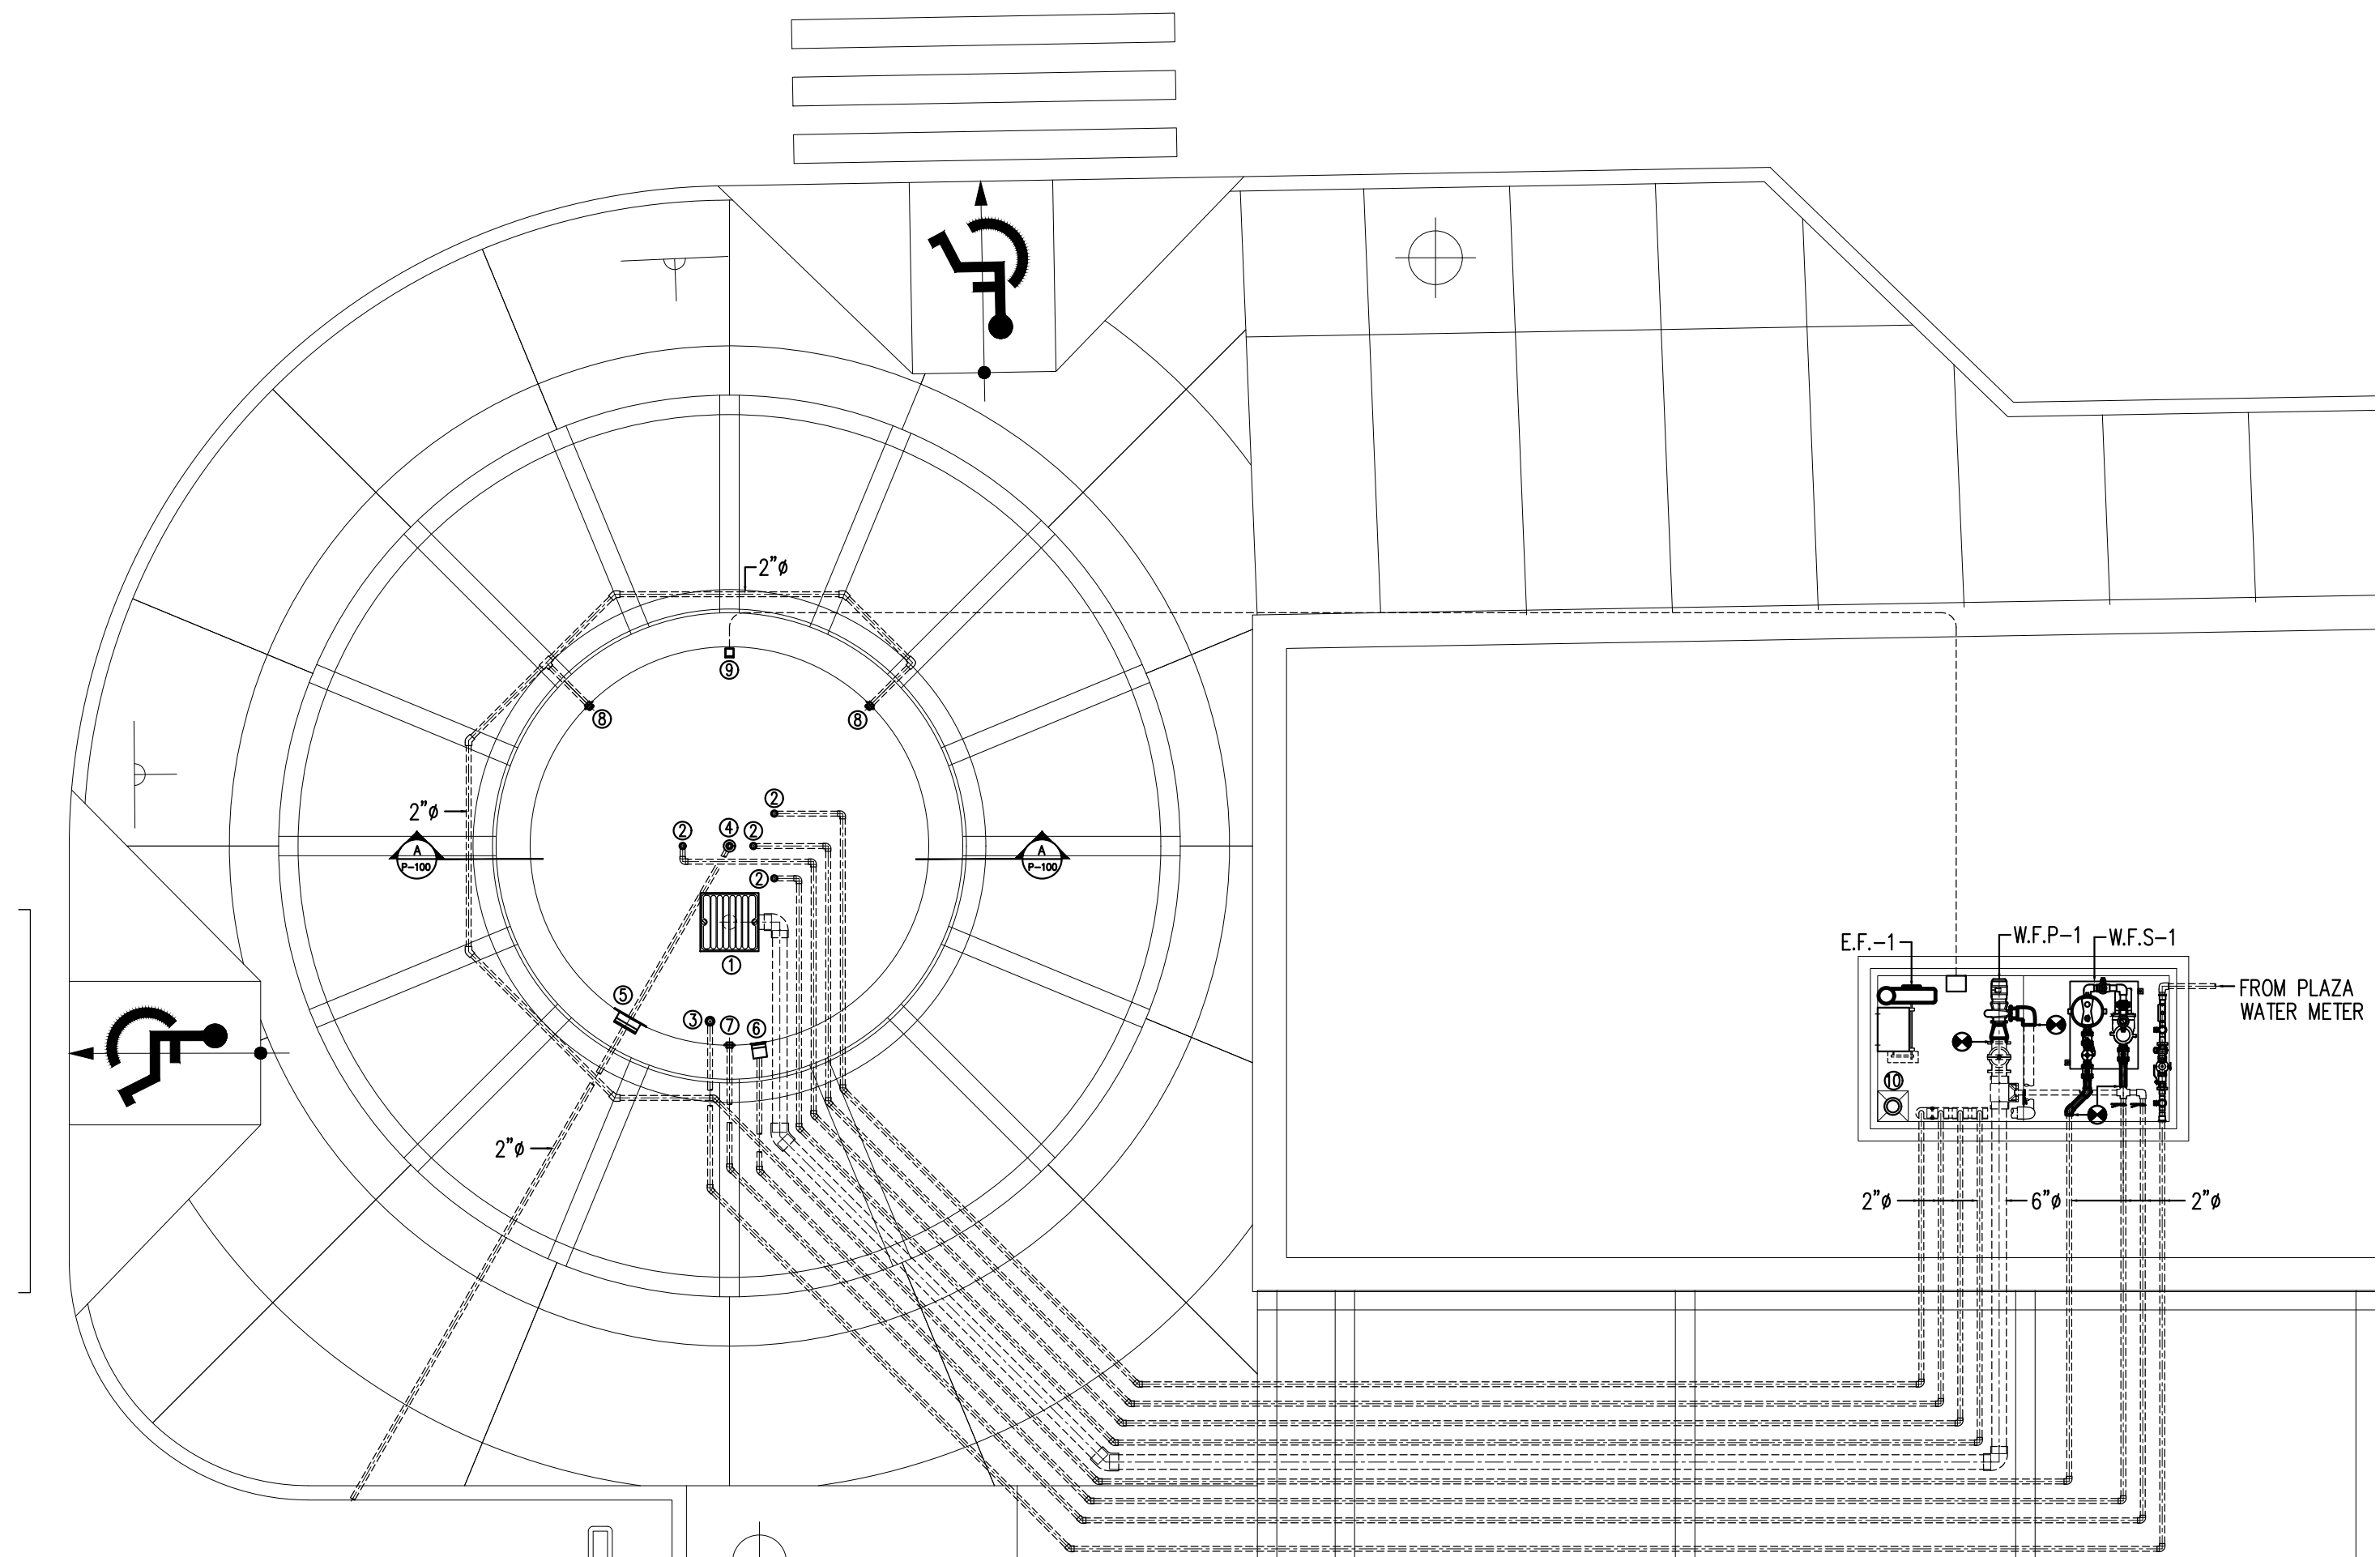 2"ø
⑨
⑧
⑧
②
2"ø
②
④
②
A
P-100
A
P-100
②
①
E.F.-1
W.F.P-1
W.F.S-1
FROM PLAZA
WATER METER
⑤
③
⑦
⑥
⑩
2"ø
2"ø
6"ø
2"ø